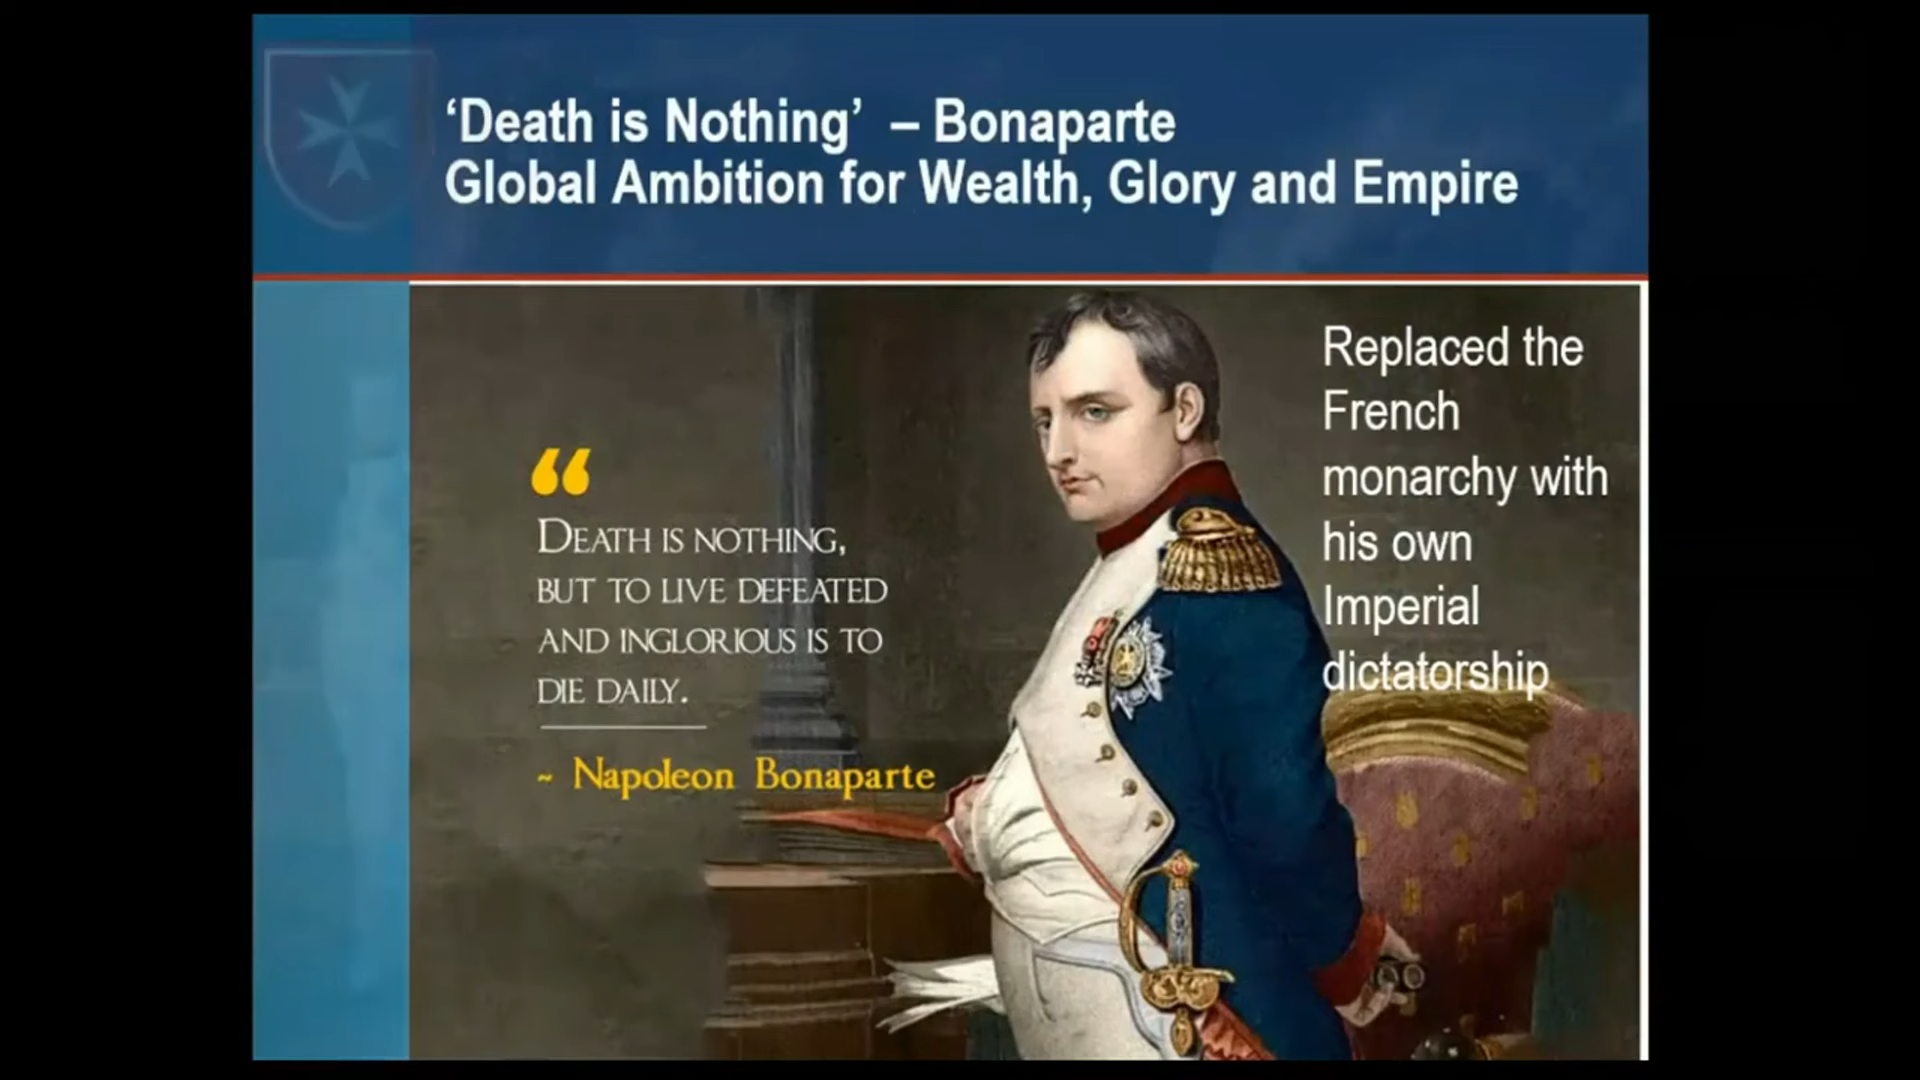 ‘Death is Nothing’ – Bonaparte
Global Ambition for Wealth, Glory and Empire
Replaced the
French
monarchy with
his own
Imperial
dictatorship
“
DEATH IS NOTHING,
BUT TO LIVE DEFEATED
AND INGLORIOUS IS TO
DIE DAILY.
~ Napoleon Bonaparte